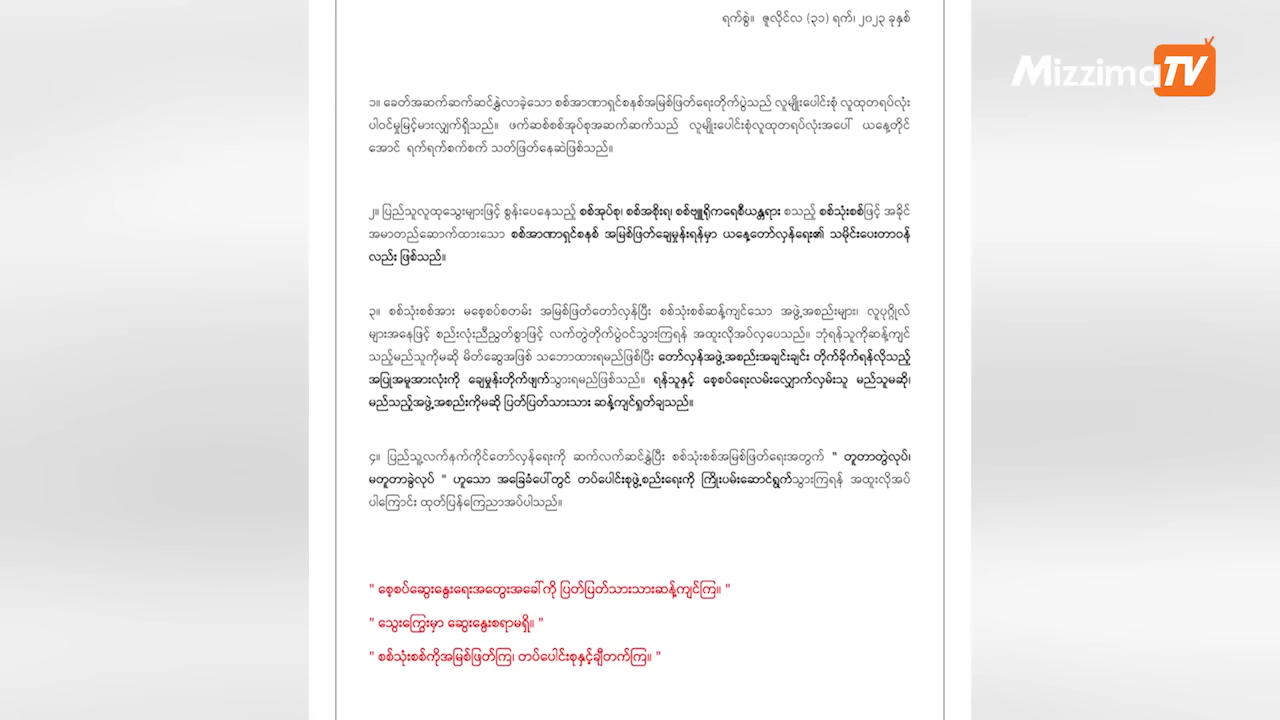 ရက်စွဲ။ ဇူလိုင်လ (၃၁) ရက်၊ ၂၀၂၃ ခုနှစ်
Mizzima TV
၁။ ခေတ်အဆက်ဆက်ဆင်နွှဲလာခဲ့သော စစ်အာဏာရှင်စနစ်အမြစ်ဖြတ်ရေးတိုက်ပွဲသည် လူမျိုးပေါင်းစုံ လူထုတရပ်လုံး
ပါဝင်မှုမြင့်မားလျှက်ရှိသည်။ ဖက်ဆစ်စစ်အုပ်စုအဆက်ဆက်သည် လူမျိုးပေါင်းစုံလူထုတရပ်လုံးအပေါ် ယနေ့တိုင်
အောင် ရက်ရက်စက်စက် သတ်ဖြတ်နေဆဲဖြစ်သည်။
၂။ ပြည်သူလူထုသွေးများဖြင့် စွန်းပေနေသည့် စစ်အုပ်စု၊ စစ်အစိုးရ၊ စစ်ဗျူရိုကရေစီယန္တရား စသည့် စစ်သုံးစစ်ဖြင့် အခိုင်
အမာတည်ဆောက်ထားသော စစ်အာဏာရှင်စနစ် အမြစ်ဖြတ်ချေမှုန်းရန်မှာ ယနေ့တော်လှန်ရေး၏ သမိုင်းပေးတာဝန်
လည်း ဖြစ်သည်။
၃။ စစ်သုံးစစ်အား မစေ့စပ်စတမ်း အမြစ်ဖြတ်တော်လှန်ပြီး စစ်သုံးစစ်ဆန့်ကျင်သော အဖွဲ့အစည်းများ၊ လူပုဂ္ဂိုလ်
များအနေဖြင့် စည်းလုံးညီညွတ်စွာဖြင့် လက်တွဲတိုက်ပွဲဝင်သွားကြရန် အထူးလိုအပ်လှပေသည်။ ဘုံရန်သူကိုဆန့်ကျင်
သည့်မည်သူကိုမဆို မိတ်ဆွေအဖြစ် သဘောထားရမည်ဖြစ်ပြီး တော်လှန်အဖွဲ့အစည်းအချင်းချင်း တိုက်ခိုက်ရန်လိုသည့်
အပြုအမူအားလုံးကို ချေမှုန်းတိုက်ဖျက်သွားရမည်ဖြစ်သည်။ ရန်သူနှင့် စေ့စပ်ရေးလမ်းလျှောက်လှမ်းသူ မည်သူမဆို၊
မည်သည့်အဖွဲ့အစည်းကိုမဆို ပြတ်ပြတ်သားသား ဆန့်ကျင်ရှုတ်ချသည်။
၄။ ပြည်သူ့လက်နက်ကိုင်တော်လှန်ရေးကို ဆက်လက်ဆင်နွှဲပြီး စစ်သုံးစစ်အမြစ်ဖြတ်ရေးအတွက် " တူတာတွဲလုပ်၊
မတူတာခွဲလုပ် " ဟူသော အခြေခံပေါ်တွင် တပ်ပေါင်းစုဖွဲ့စည်းရေးကို ကြိုးပမ်းဆောင်ရွက်သွားကြရန် အထူးလိုအပ်
ပါကြောင်း ထုတ်ပြန်ကြေညာအပ်ပါသည်။
" စေ့စပ်ဆွေးနွေးရေးအတွေးအခေါ်ကို ပြတ်ပြတ်သားသားဆန့်ကျင်ကြ။ "
" သွေးကြွေးမှာ ဆွေးနွေးစရာမရှိ။ "
" စစ်သုံးစစ်ကိုအမြစ်ဖြတ်ကြ၊ တပ်ပေါင်းစုနှင့်ချီတက်ကြ။ "